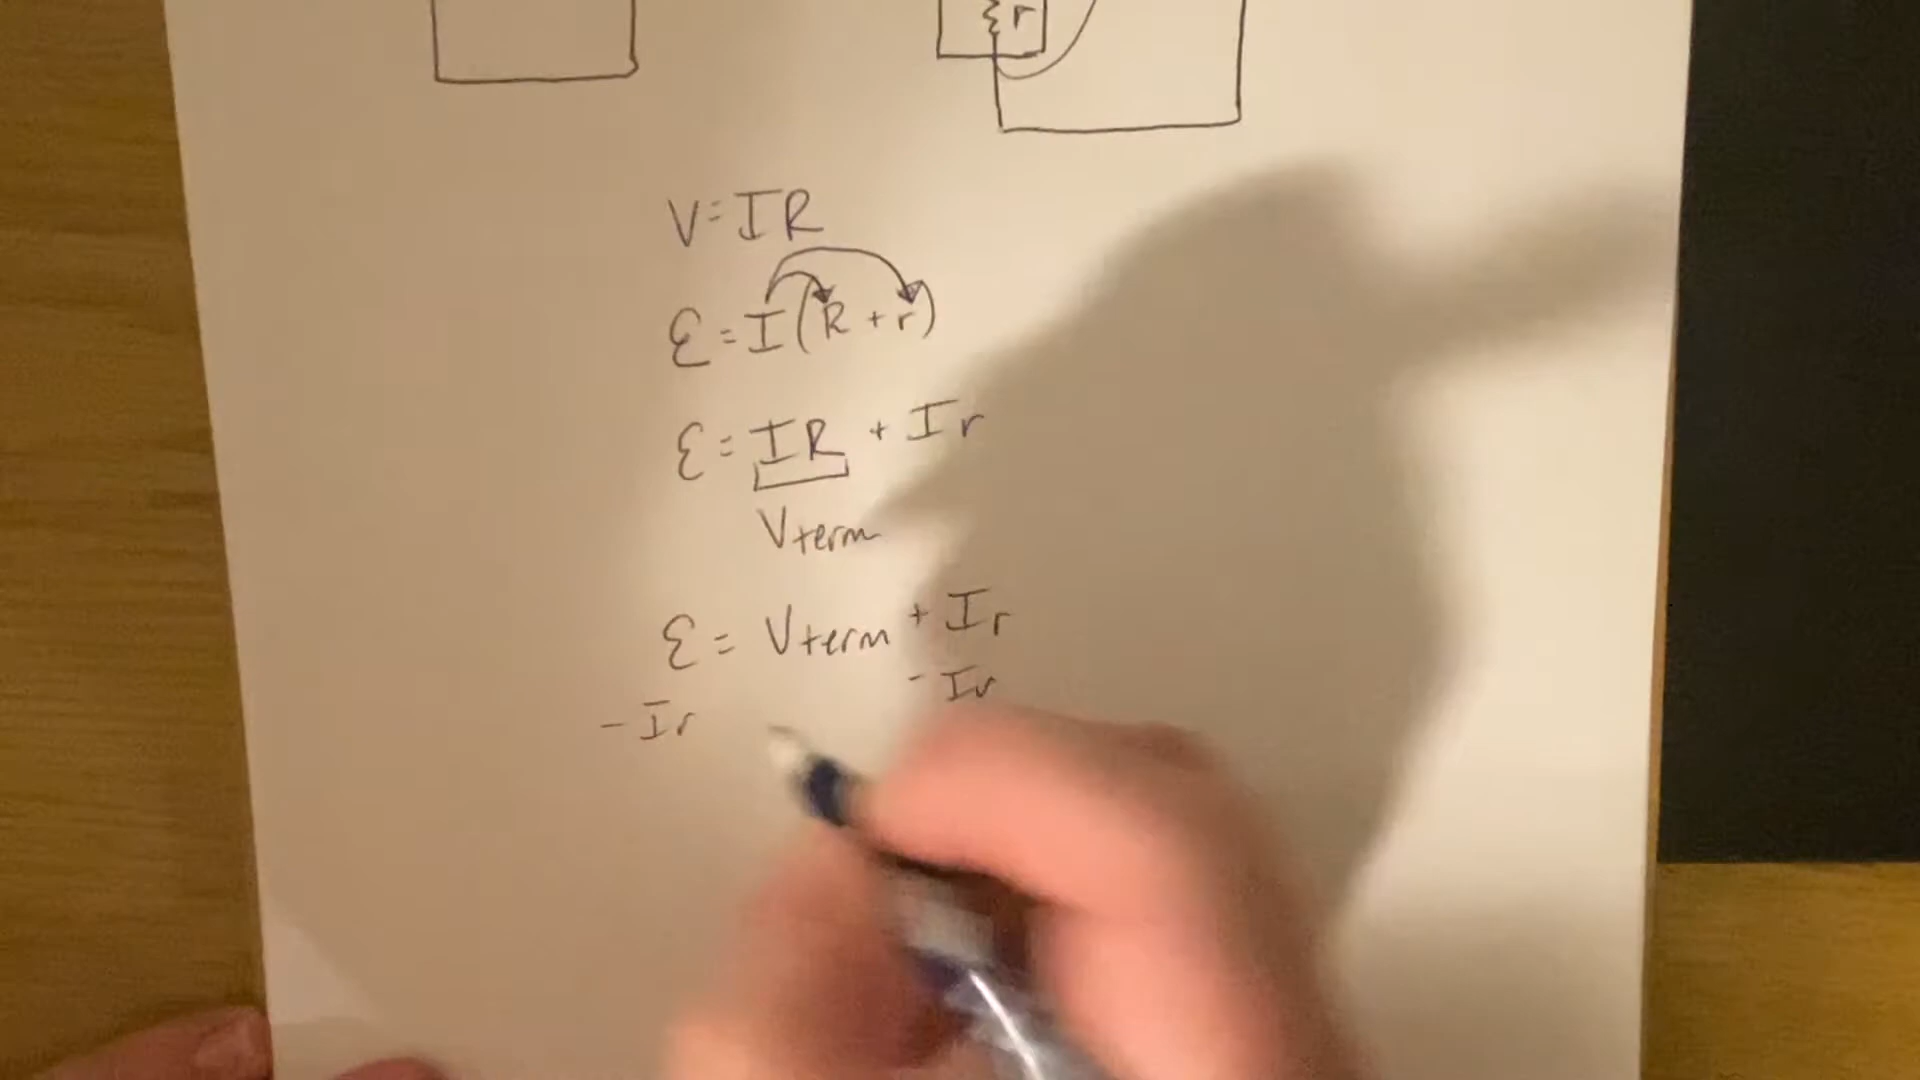 r
V=IR
Ɛ=I(R+r)
Ɛ=IR+Ir
Vterm
Ɛ=Vterm+Ir
-Ir
-Ir